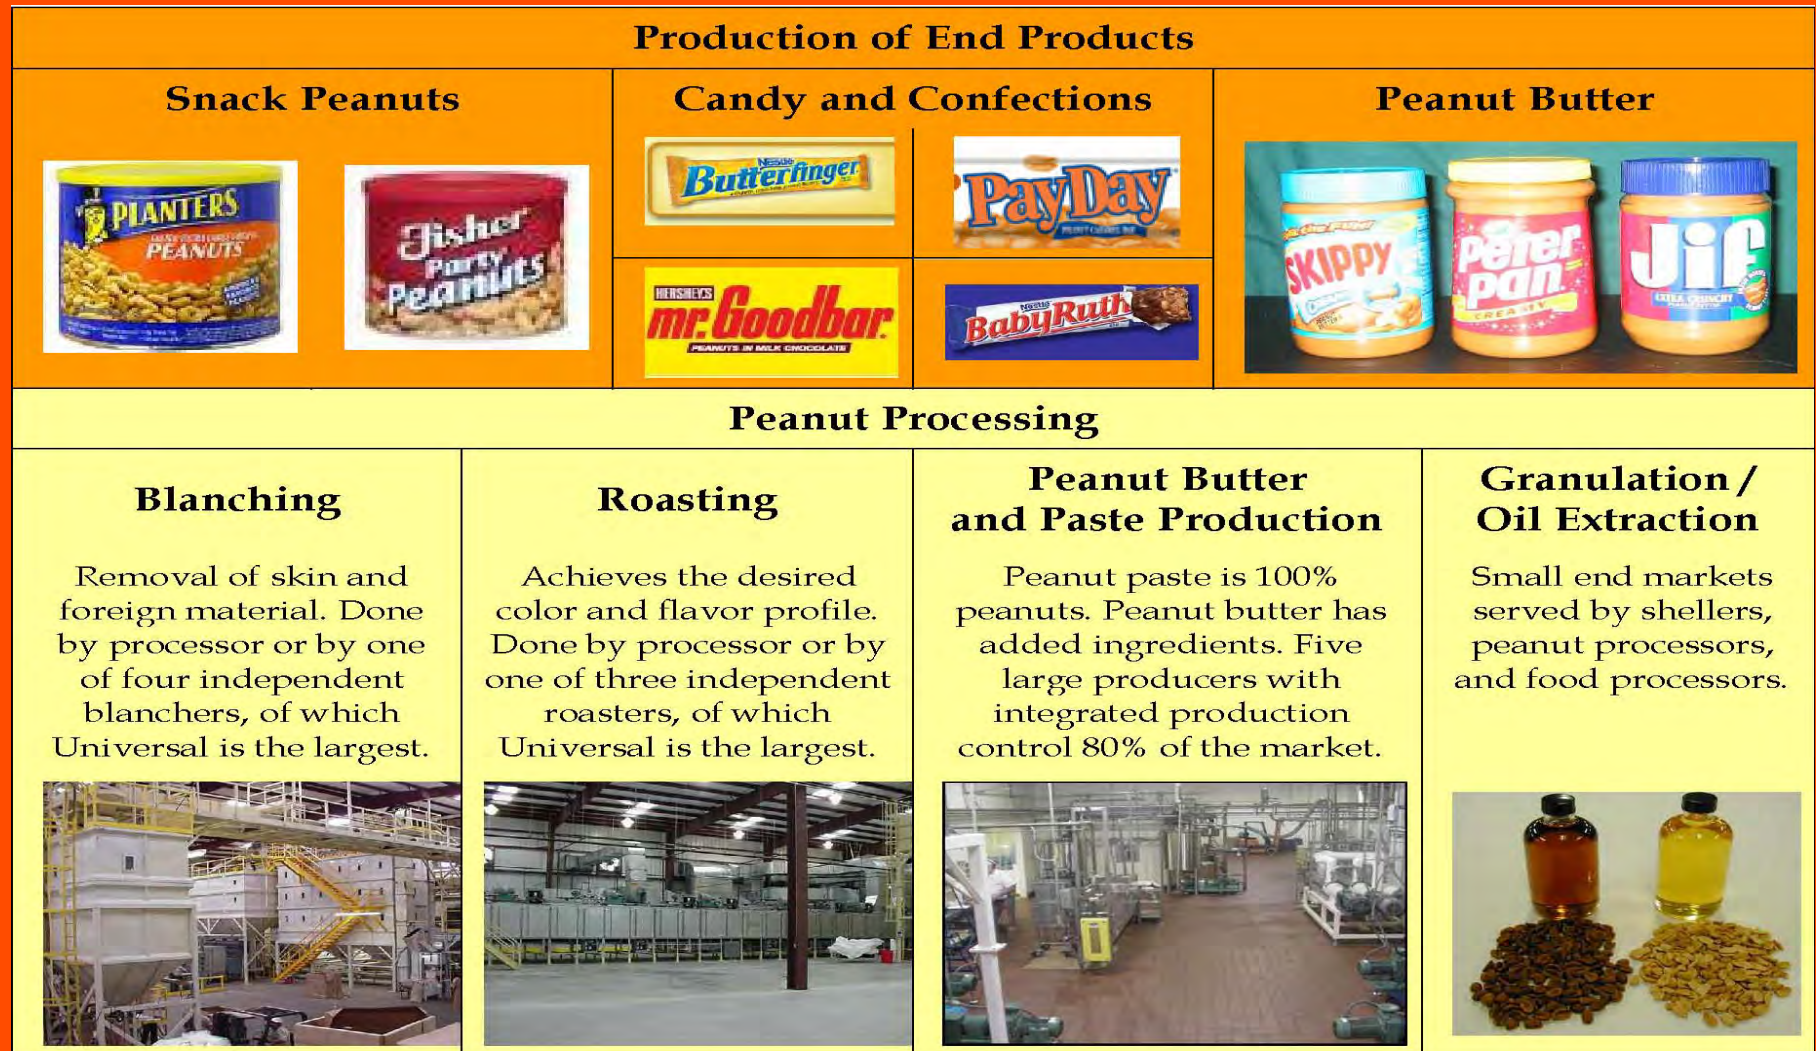 Production of End Products
Snack Peanuts
Candy and Confections
Peanut Butter
PLANTERS
PEANUTS
Fisher
Party
Peanuts
Nestlé
Butterfinger
PayDay
HERSHEY'S
mr. Goodbar
PEANUTS IN MILK CHOCOLATE
Nestlé
BabyRuth
SKIPPY
CREAMY
Peter
Pan
CREAMY
Jif
EXTRA CRUNCHY
Peanut Processing
Blanching
Removal of skin and
foreign material. Done
by processor or by one
of four independent
blanchers, of which
Universal is the largest.
Roasting
Achieves the desired
color and flavor profile.
Done by processor or by
one of three independent
roasters, of which
Universal is the largest.
Peanut Butter
and Paste Production
Peanut paste is 100%
peanuts. Peanut butter has
added ingredients. Five
large producers with
integrated production
control 80% of the market.
Granulation /
Oil Extraction
Small end markets
served by shellers,
peanut processors,
and food processors.